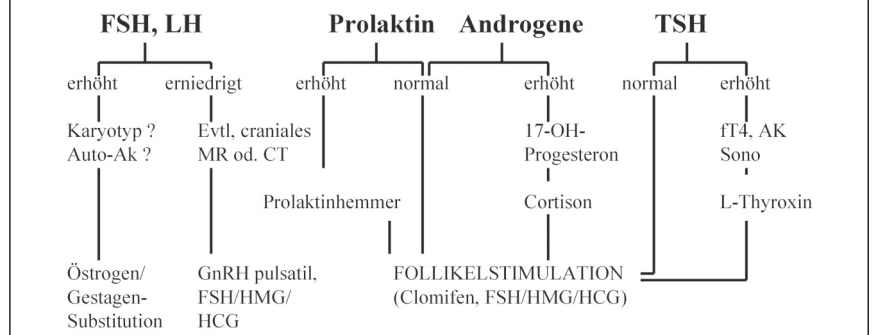 FSH, LH Prolaktin Androgene TSH
erhöht erniedrigt erhöht normal erhöht normal erhöht
Karyotyp ? Evtl, craniales 17-OH- fT4, AK
Auto-Ak ? MR od. CT Progesteron Sono
Prolaktinhemmer Cortison L-Thyroxin
Östrogen/ GnRH pulsatil, FOLLIKELSTIMULATION
Gestagen- FSH/HMG/ (Clomifen, FSH/HMG/HCG)
Substitution HCG